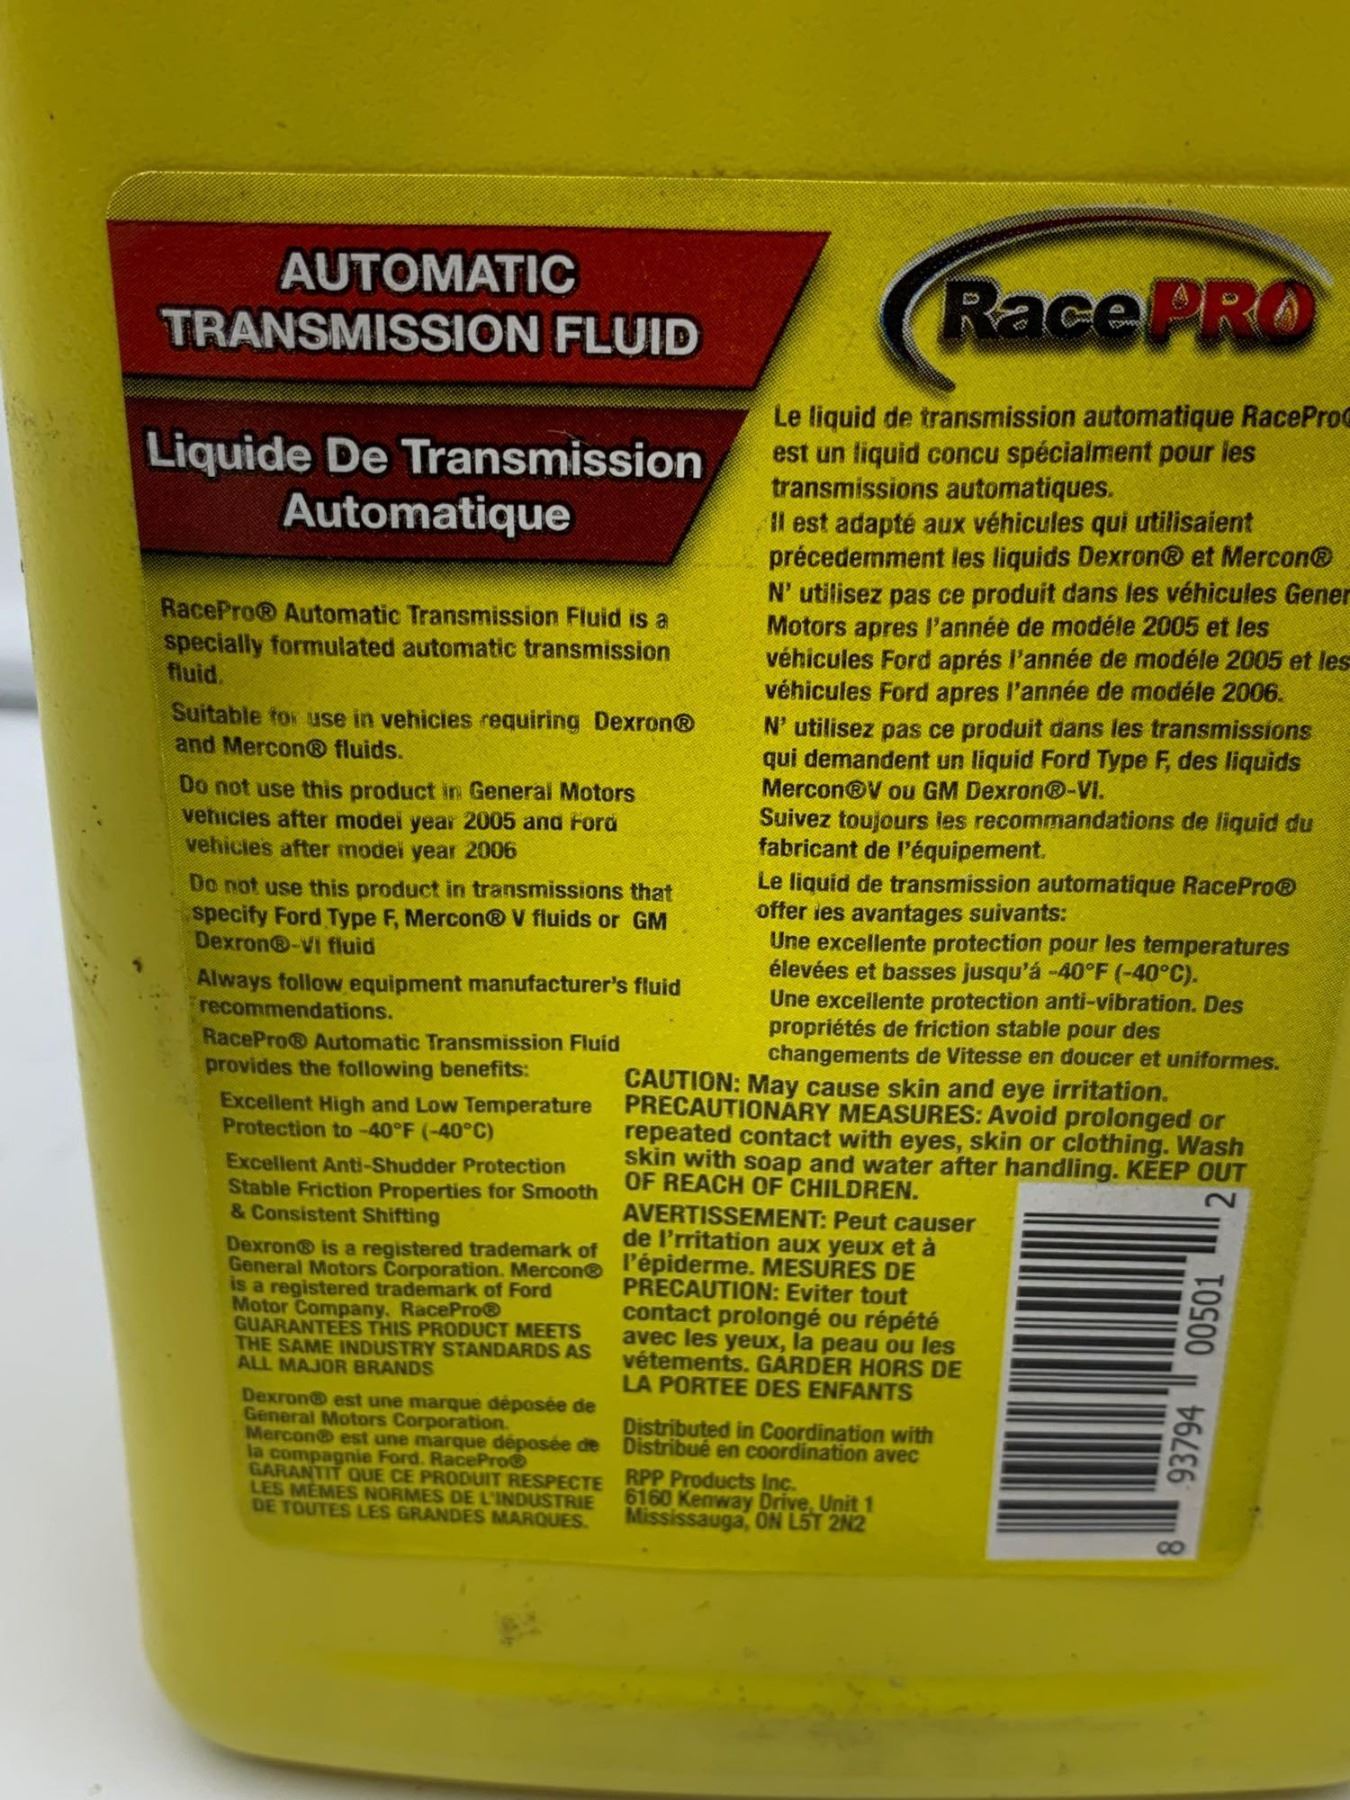 AUTOMATIC
TRANSMISSION FLUID
Liquide De Transmission
Automatique
RacePro® Automatic Transmission Fluid is a
specially formulated automatic transmission
fluid.
Suitable for use in vehicles requiring Dexron®
and Mercon® fluids.
Do not use this product in General Motors
vehicles after model year 2005 and Ford
vehicles after model year 2006
Do not use this product in transmissions that
specify Ford Type F, Mercon® V fluids or GM
Dexron®-VI fluid
Always follow equipment manufacturer's fluid
recommendations.
RacePro® Automatic Transmission Fluid
provides the following benefits:
Excellent High and Low Temperature
Protection to -40°F (-40°C)
Excellent Anti-Shudder Protection
Stable Friction Properties for Smooth
& Consistent Shifting
Dexron® is a registered trademark of
General Motors Corporation. Mercon®
is a registered trademark of Ford
Motor Company. RacePro®
GUARANTEES THIS PRODUCT MEETS
THE SAME INDUSTRY STANDARDS AS
ALL MAJOR BRANDS
Dexron® est une marque déposée de
General Motors Corporation.
Mercon® est une marque déposée de
la compagnie Ford. RacePro®
GARANTIT QUE CE PRODUIT RESPECTE
LES MÊMES NORMES DE L'INDUSTRIE
DE TOUTES LES GRANDES MARQUES.
RacePRO
Le liquid de transmission automatique RacePro®
est un liquid concu spécialment pour les
transmissions automatiques.
Il est adapté aux véhicules qui utilisaient
précedemment les liquids Dexron® et Mercon®
N' utilisez pas ce produit dans les véhicules Gener
Motors apres l'année de modéle 2005 et les
véhicules Ford aprés l'année de modéle 2005 et les
véhicules Ford apres l'année de modéle 2006.
N' utilisez pas ce produit dans les transmissions
qui demandent un liquid Ford Type F, des liquids
Mercon®V ou GM Dexron®-VI.
Suivez toujours les recommandations de liquid du
fabricant de l'équipement.
Le liquid de transmission automatique RacePro®
offer les avantages suivants:
Une excellente protection pour les temperatures
élevées et basses jusqu'á -40°F (-40°C).
Une excellente protection anti-vibration. Des
propriétés de friction stable pour des
changements de Vitesse en doucer et uniformes.
CAUTION: May cause skin and eye irritation.
PRECAUTIONARY MEASURES: Avoid prolonged or
repeated contact with eyes, skin or clothing. Wash
skin with soap and water after handling. KEEP OUT
OF REACH OF CHILDREN.
AVERTISSEMENT: Peut causer
de l'rritation aux yeux et à
l'épiderme. MESURES DE
PRECAUTION: Eviter tout
contact prolongé ou répété
avec les yeux, la peau ou les
vétements. GARDER HORS DE
LA PORTEE DES ENFANTS
Distributed in Coordination with
Distribué en coordination avec
RPP Products Inc.
6160 Kenway Drive, Unit 1
Mississauga, ON L5T 2N2
8 93794 00501 2